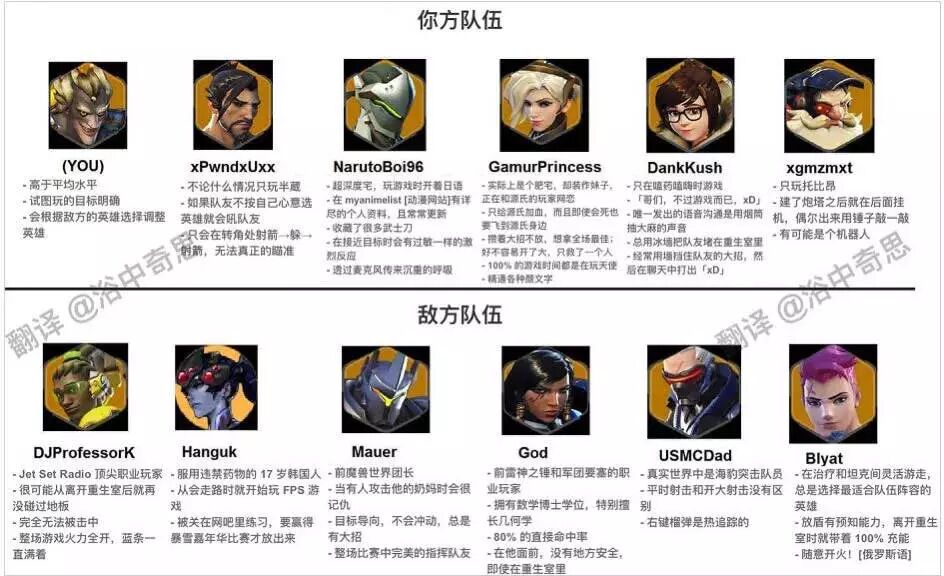 你方队伍
(YOU)
- 高于平均水平
- 试图玩的目标明确
- 会根据敌方的英雄选择调整
英雄
xPwndxUxx
- 不论什么情况只玩半藏
- 如果队友不按自己心意选
英雄就会吼队友
- 只会在转角处射箭→躲→
射箭，无法真正的瞄准
NarutoBoi96
- 超深度宅，玩游戏时开着日语
- 在 myanimelist [动漫网站]有详
尽的个人资料，且常常更新
- 收藏了很多武士刀
- 在接近目标时会有过敏一样的激
烈反应
- 透过麦克风传来沉重的呼吸
GamurPrincess
- 实际上是个肥宅，却装作妹子，
正在和源氏的玩家网恋
- 只给源氏加血，而且即使会死也
要飞到源氏身边
- 攒着大招不放，想拿全场最佳；
好不容易开了大，只救了一个人
- 100% 的游戏时间都是在玩天使
- 精通各种颜文字
DankKush
- 只在嗑药嗑嗨时游戏
- 「哥们，不过游戏而已，xD」
- 唯一发出的语音沟通是用烟筒
抽大麻的声音
- 总用冰墙把队友堵在重生室里
- 经常用墙挡住队友的大招，然
后在聊天中打出「xD」
xgmzmxt
- 只玩托比昂
- 建了炮塔之后就在后面挂
机，偶尔出来用锤子敲一敲
- 有可能是个机器人
翻译 @浴中奇思
翻译 @浴中奇思
敌方队伍
DJProfessorK
- Jet Set Radio 顶尖职业玩家
- 很可能从离开重生室后就再
没碰过地板
- 完全无法被击中
- 整场游戏火力全开，蓝条一
直满着
Hanguk
- 服用违禁药物的 17 岁韩国人
- 从会走路时就开始玩 FPS 游
戏
- 被关在网吧里练习，要赢得
暴雪嘉年华比赛才放出来
Mauer
- 前魔兽世界团长
- 当有人攻击他的奶妈时会很
记仇
- 目标导向，不会冲动，总是
有大招
- 整场比赛中完美的指挥队友
God
- 前雷神之锤和军团要塞的职
业玩家
- 拥有数学博士学位，特别擅
长几何学
- 80% 的直接命中率
- 在他面前，没有地方安全，
即使在重生室里
USMCDad
- 真实世界中是海豹突击队员
- 平时射击和开大射击没有区
别
- 右键榴弹是热追踪的
Blyat
- 在治疗和坦克间灵活游走，
总是选择最适合队伍阵容的
英雄
- 放盾有预知能力，离开重生
室时就带着 100% 充能
- 随意开火！[俄罗斯语]